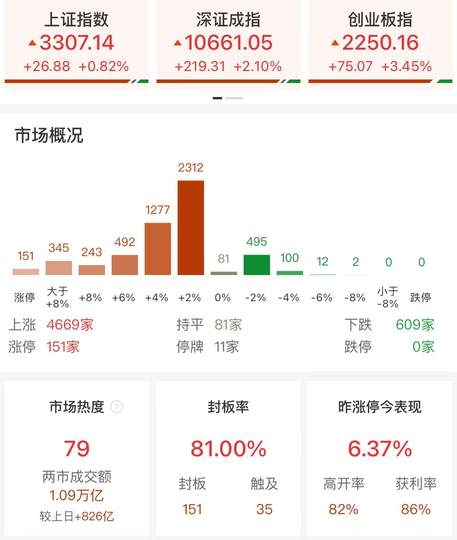 上证指数 深证成指 创业板指
3307.14 10661.05 2250.16
+26.88 +0.82% +219.31 +2.10% +75.07 +3.45%
市场概况
151 345 243 492 1277 2312 81 495 100 12 2 0 0
涨停 大于+8% +8% +6% +4% +2% 0% -2% -4% -6% -8% 小于-8% 跌停
上涨 4669家 持平 81家 下跌 609家
涨停 151家 停牌 11家 跌停 0家
市场热度 ? 封板率 昨涨停今表现
79 81.00% 6.37%
两市成交额 封板 触及 高开率 获利率
1.09万亿 151 35 82% 86%
较上日+826亿